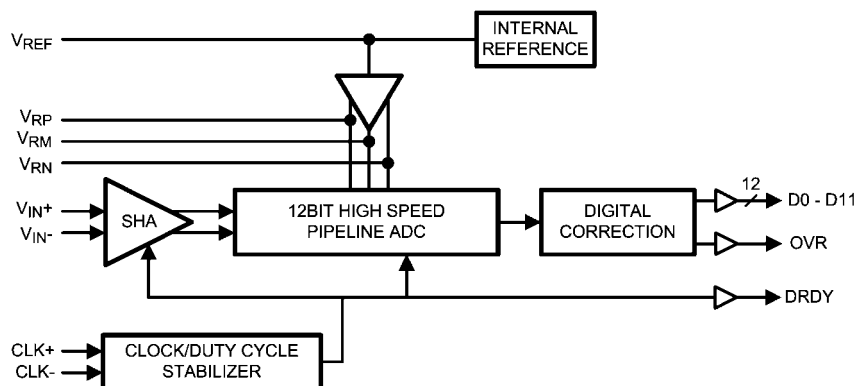 INTERNAL
REFERENCE
VREF
VRP
VRM
VRN
VIN+
VIN-
SHA
12BIT HIGH SPEED
PIPELINE ADC
DIGITAL
CORRECTION
12
D0 - D11
OVR
DRDY
CLK+
CLK-
CLOCK/DUTY CYCLE
STABILIZER